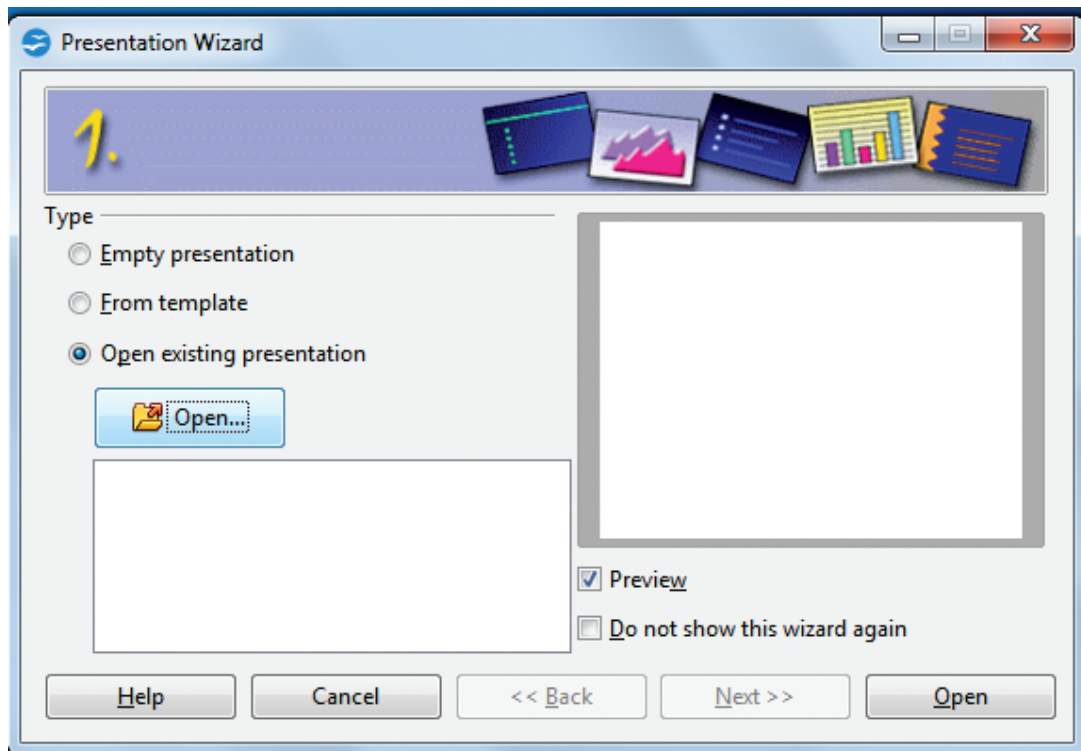 Presentation Wizard
1.
Type
Empty presentation
From template
Open existing presentation
Open...
Preview
Do not show this wizard again
Help
Cancel
<< Back
Next >>
Open